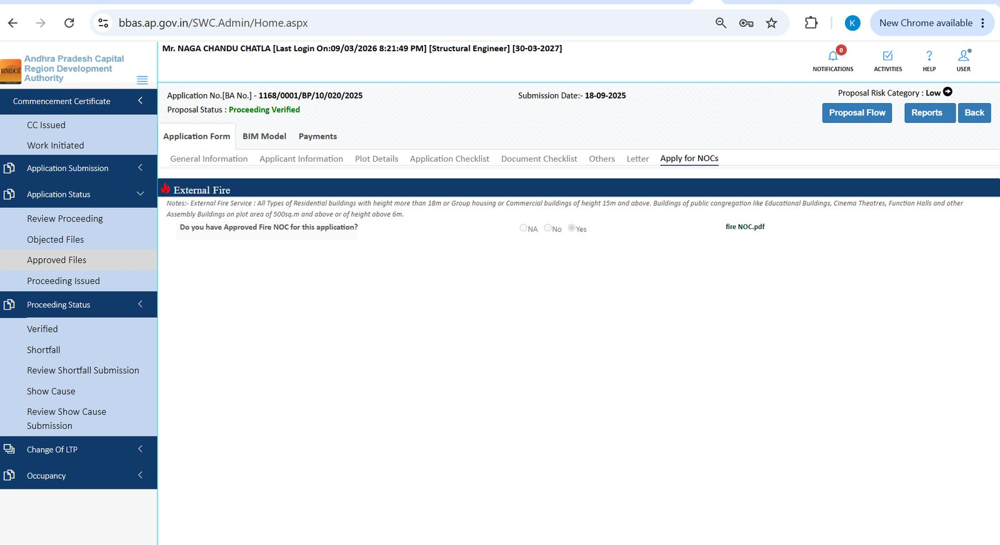 bbas.ap.gov.in/SWC.Admin/Home.aspx
K
New Chrome available
BIMDCR
Andhra Pradesh Capital
Region Development
Authority
Mr. NAGA CHANDU CHATLA [Last Login On:09/03/2026 8:21:49 PM] [Structural Engineer] [30-03-2027]
0
NOTIFICATIONS
ACTIVITIES
?
HELP
USER
Commencement Certificate
CC Issued
Work Initiated
Application Submission
Application Status
Review Proceeding
Objected Files
Approved Files
Proceeding Issued
Proceeding Status
Verified
Shortfall
Review Shortfall Submission
Show Cause
Review Show Cause
Submission
Change Of LTP
Occupancy
Application No.[BA No.] - 1168/0001/BP/10/020/2025
Submission Date:- 18-09-2025
Proposal Risk Category : Low
Proposal Status : Proceeding Verified
Proposal Flow
Reports
Back
Application Form
BIM Model
Payments
General Information
Applicant Information
Plot Details
Application Checklist
Document Checklist
Others
Letter
Apply for NOCs
External Fire
Notes:- External Fire Service : All Types of Residential buildings with height more than 18m or Group housing or Commercial buildings of height 15m and above. Buildings of public congregation like Educational Buildings, Cinema Theatres, Function Halls and other
Assembly Buildings on plot area of 500sq.m and above or of height above 6m.
Do you have Approved Fire NOC for this application?
NA
No
Yes
fire NOC.pdf